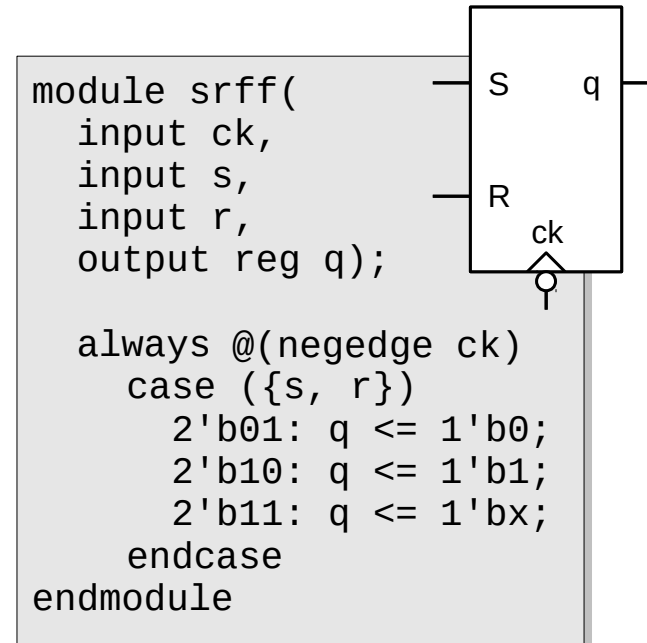 module srff(
  input ck,
  input s,
  input r,
  output reg q);
  always @(negedge ck)
    case ({s, r})
      2'b01: q <= 1'b0;
      2'b10: q <= 1'b1;
      2'b11: q <= 1'bx;
    endcase
endmodule
S q
R
ck